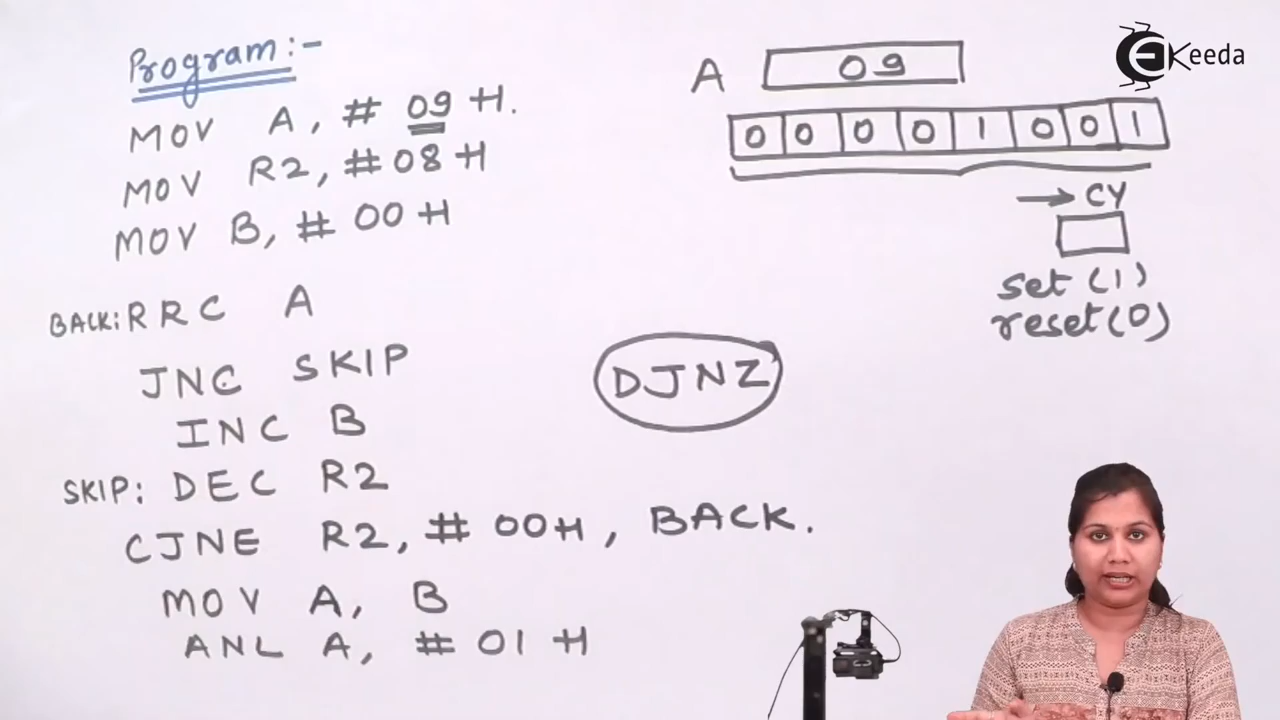 Program:-
MOV A, # 09 H.
MOV R2, #08 H
MOV B, # 00 H
BACK: RRC A
JNC SKIP
INC B
SKIP: DEC R2
CJNE R2, # 00H, BACK.
MOV A, B
ANL A, # 01 H
DJNZ
A 09
0 0 0 0 1 0 0 1
→ CY
set (1)
reset (0)
EKeeda